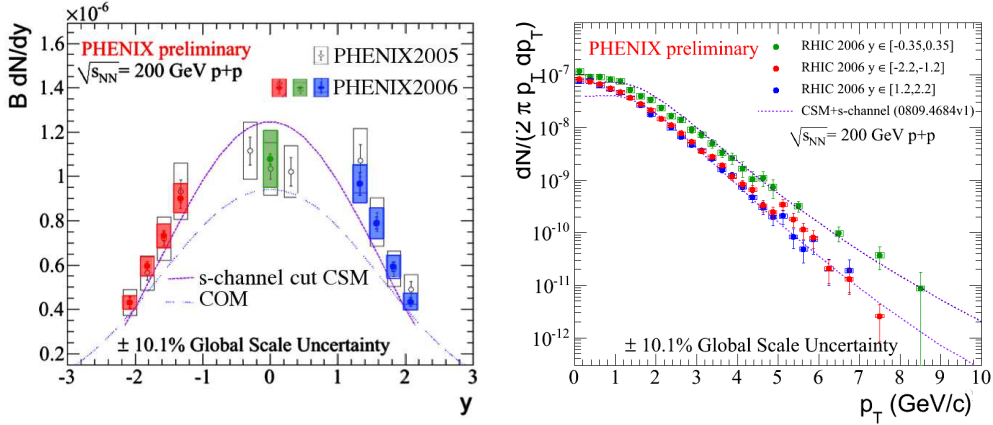 ×10⁻⁶
B dN/dy
1.6
1.4
1.2
1
0.8
0.6
0.4
0.2
PHENIX preliminary
√s_NN = 200 GeV p+p
PHENIX2005
PHENIX2006
s-channel cut CSM
COM
± 10.1% Global Scale Uncertainty
-3 -2 -1 0 1 2 3
y
dN/(2 π p_T dp_T)
10⁻⁷
10⁻⁸
10⁻⁹
10⁻¹⁰
10⁻¹¹
10⁻¹²
PHENIX preliminary
RHIC 2006 y∈[-0.35,0.35]
RHIC 2006 y∈[-2.2,-1.2]
RHIC 2006 y∈[1.2,2.2]
CSM+s-channel (0809.4684v1)
√s_NN = 200 GeV p+p
± 10.1% Global Scale Uncertainty
0 1 2 3 4 5 6 7 8 9 10
p_T (GeV/c)